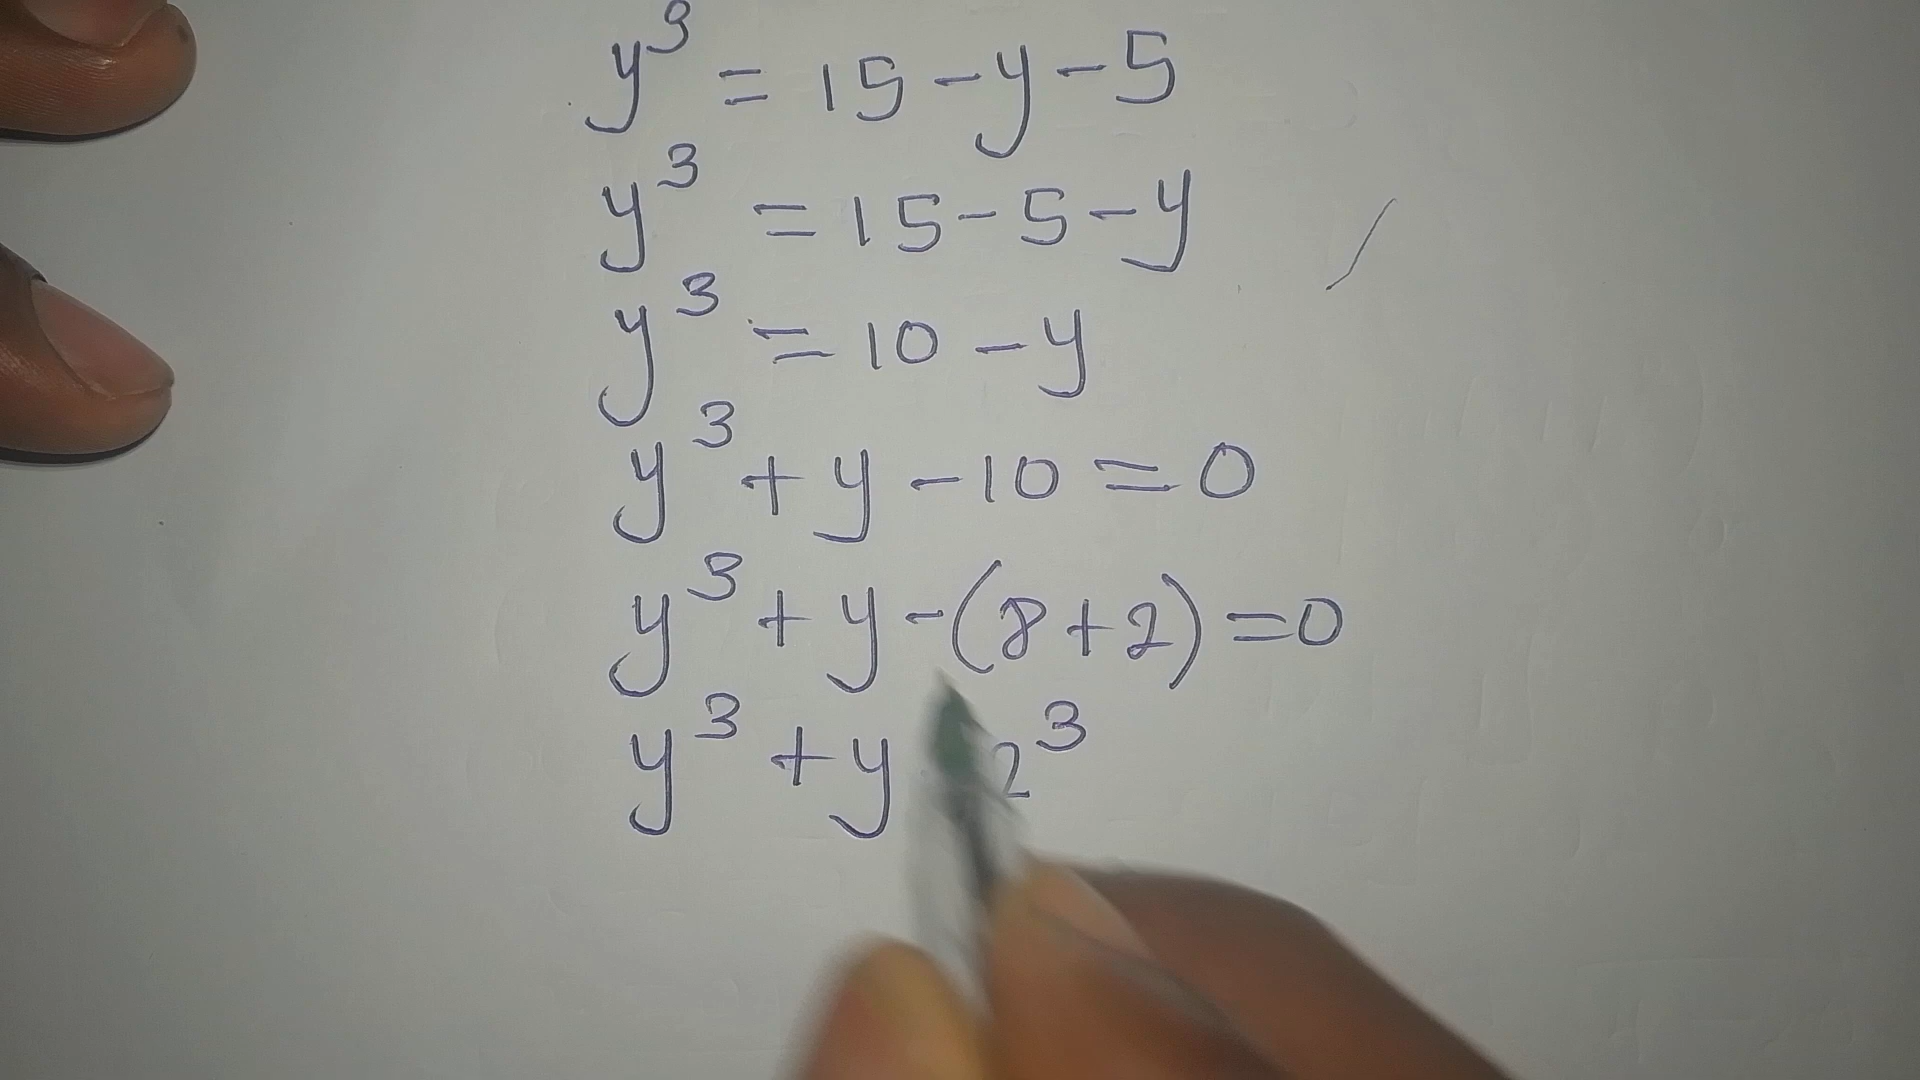 y³ = 15 - y - 5
y³ = 15 - 5 - y
y³ = 10 - y
y³ + y - 10 = 0
y³ + y - (8 + 2) = 0
y³ + y - 2³